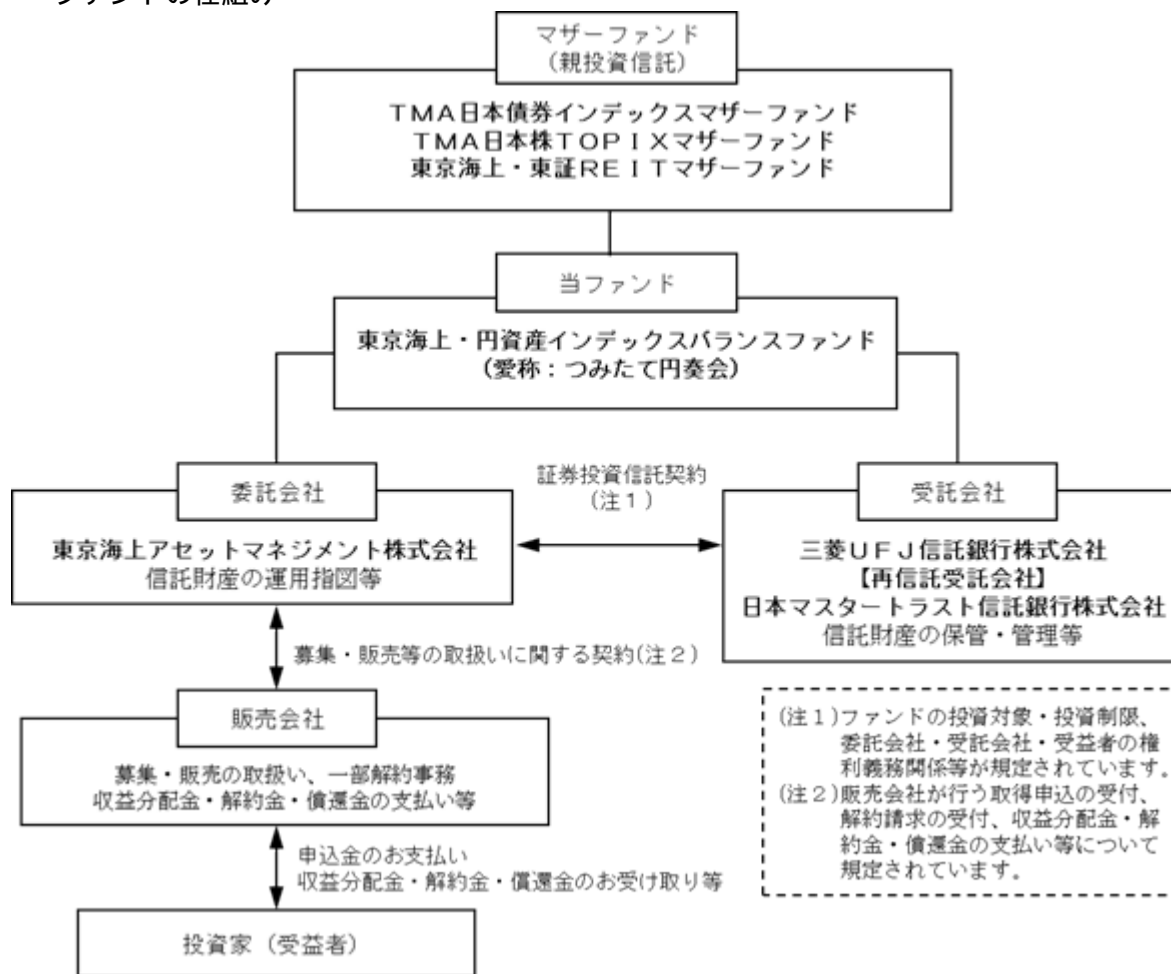 ファンドの仕組み
マザーファンド
(親投資信託)
TMA日本債券インデックスマザーファンド
TMA日本株TOPIXマザーファンド
東京海上・東証REITマザーファンド
当ファンド
東京海上・円資産インデックスバランスファンド
(愛称:つみたて円奏会)
委託会社
東京海上アセットマネジメント株式会社
信託財産の運用指図等
証券投資信託契約
(注1)
受託会社
三菱UFJ信託銀行株式会社
【再信託受託会社】
日本マスタートラスト信託銀行株式会社
信託財産の保管・管理等
募集・販売等の取扱いに関する契約(注2)
販売会社
募集・販売の取扱い、一部解約事務
収益分配金・解約金・償還金の支払い等
申込金のお支払い
収益分配金・解約金・償還金のお受け取り等
投資家(受益者)
(注1)ファンドの投資対象・投資制限、
委託会社・受託会社・受益者の権
利義務関係等が規定されています。
(注2)販売会社が行う取得申込の受付、
解約請求の受付、収益分配金・解
約金・償還金の支払い等について
規定されています。